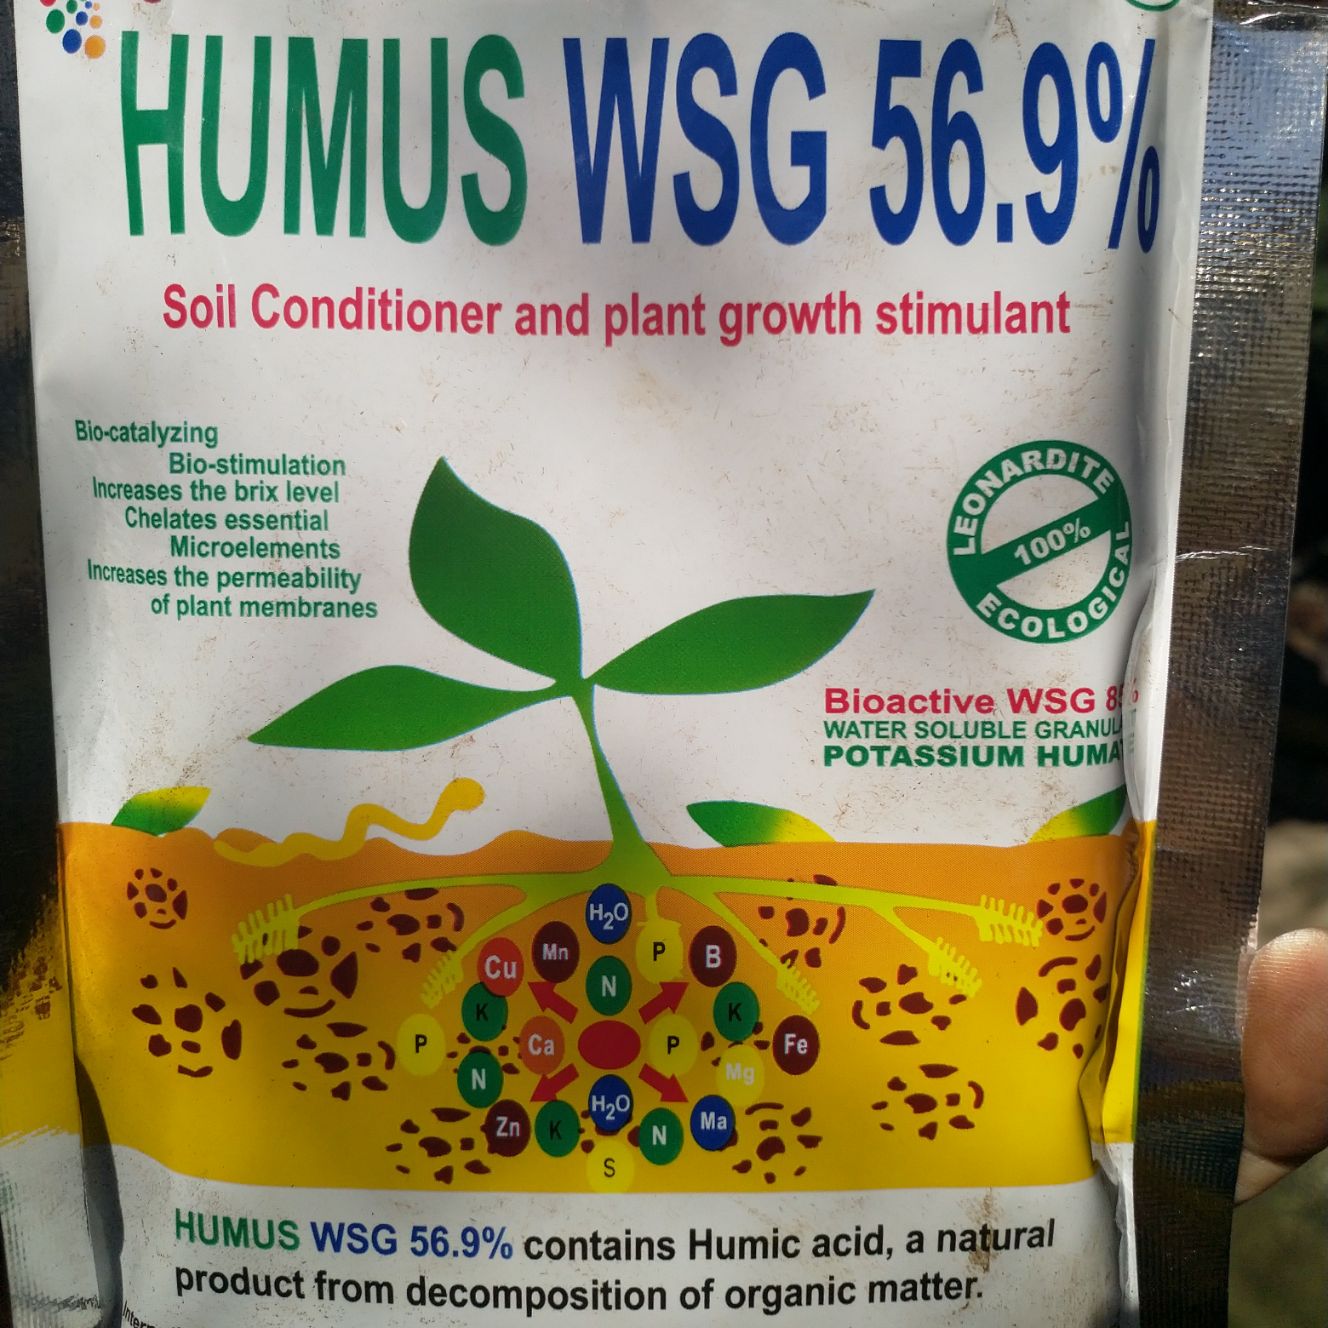 HUMUS WSG 56.9%
Soil Conditioner and plant growth stimulant
Bio-catalyzing
Bio-stimulation
Increases the brix level
Chelates essential
Microelements
Increases the permeability
of plant membranes
LEONARDITE
100%
ECOLOGICAL
Bioactive WSG
WATER SOLUBLE
POTASSIUM
H₂O
Cu Mn P B
N
K K
P Ca P Fe
N Mg
Zn K H₂O N Ma
S
HUMUS WSG 56.9% contains Humic acid, a natural
product from decomposition of organic matter.